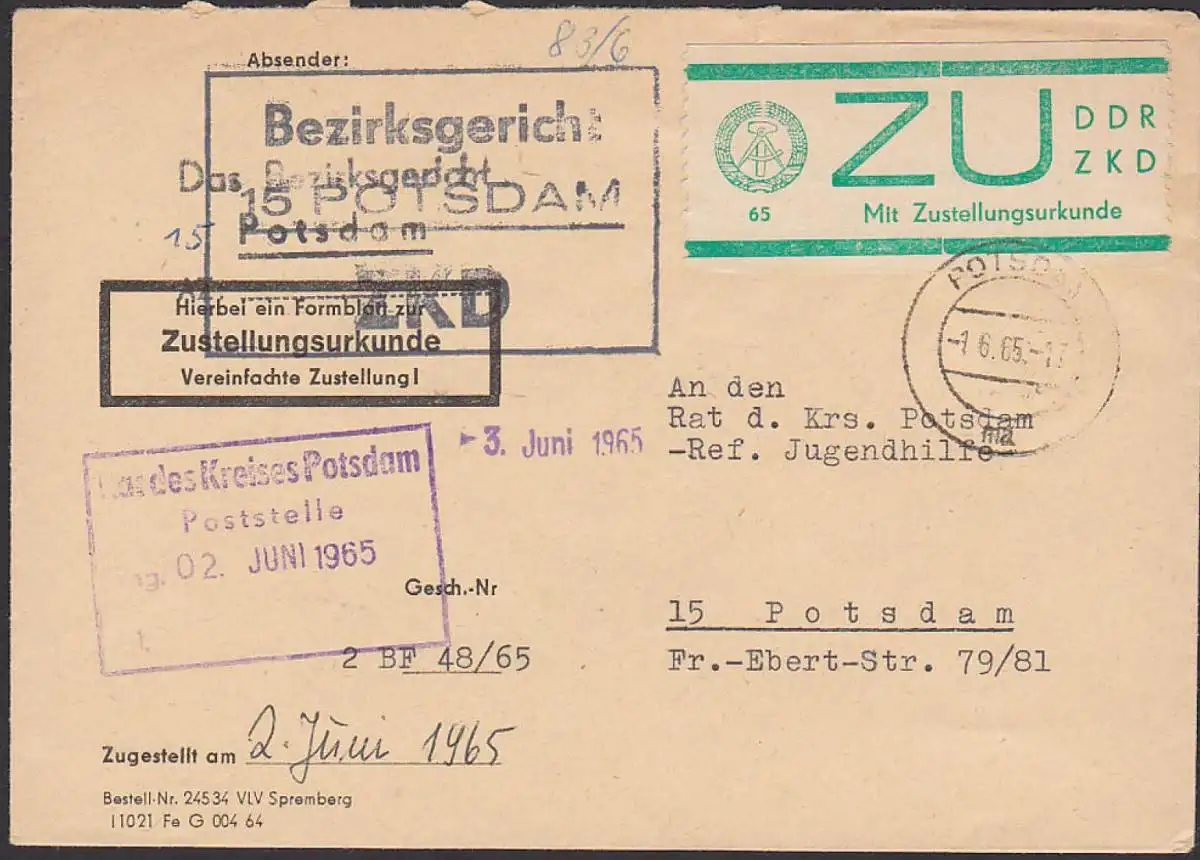 83/6
Absender:
Bezirksgericht
Das Bezirksgericht
15 POTSDAM
15 Potsdam
ZKD
Hierbei ein Formblatt zur
Zustellungsurkunde
Vereinfachte Zustellung!
ZU
DDR
ZKD
65
Mit Zustellungsurkunde
POTSDAM
-1.6.65.-17
ma
An den
Rat d. Krs. Potsdam
-Ref. Jugendhilfe-
-3. Juni 1965
Rat des Kreises Potsdam
Poststelle
Eing. 02. JUNI 1965
Gesch.-Nr
2 BF 48/65
15 Potsdam
Fr.-Ebert-Str. 79/81
Zugestellt am 2. Juni 1965
Bestell-Nr. 24534 VLV Spremberg
11021 Fe G 004 64